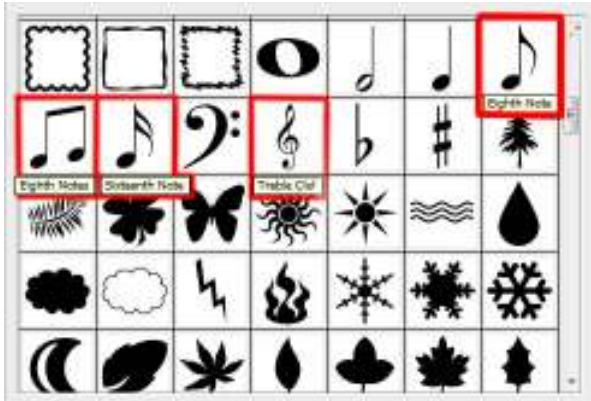 Eighth Note
Eighth Notes
Sixteenth Note
Treble Clef